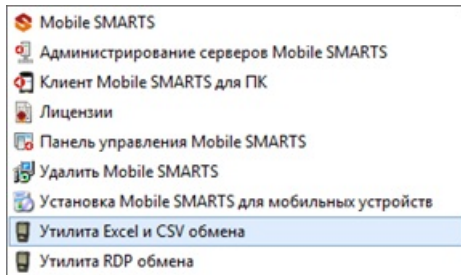 Mobile SMARTS
Администрирование серверов Mobile SMARTS
Клиент Mobile SMARTS для ПК
Лицензии
Панель управления Mobile SMARTS
Удалить Mobile SMARTS
Установка Mobile SMARTS для мобильных устройств
Утилита Excel и CSV обмена
Утилита RDP обмена